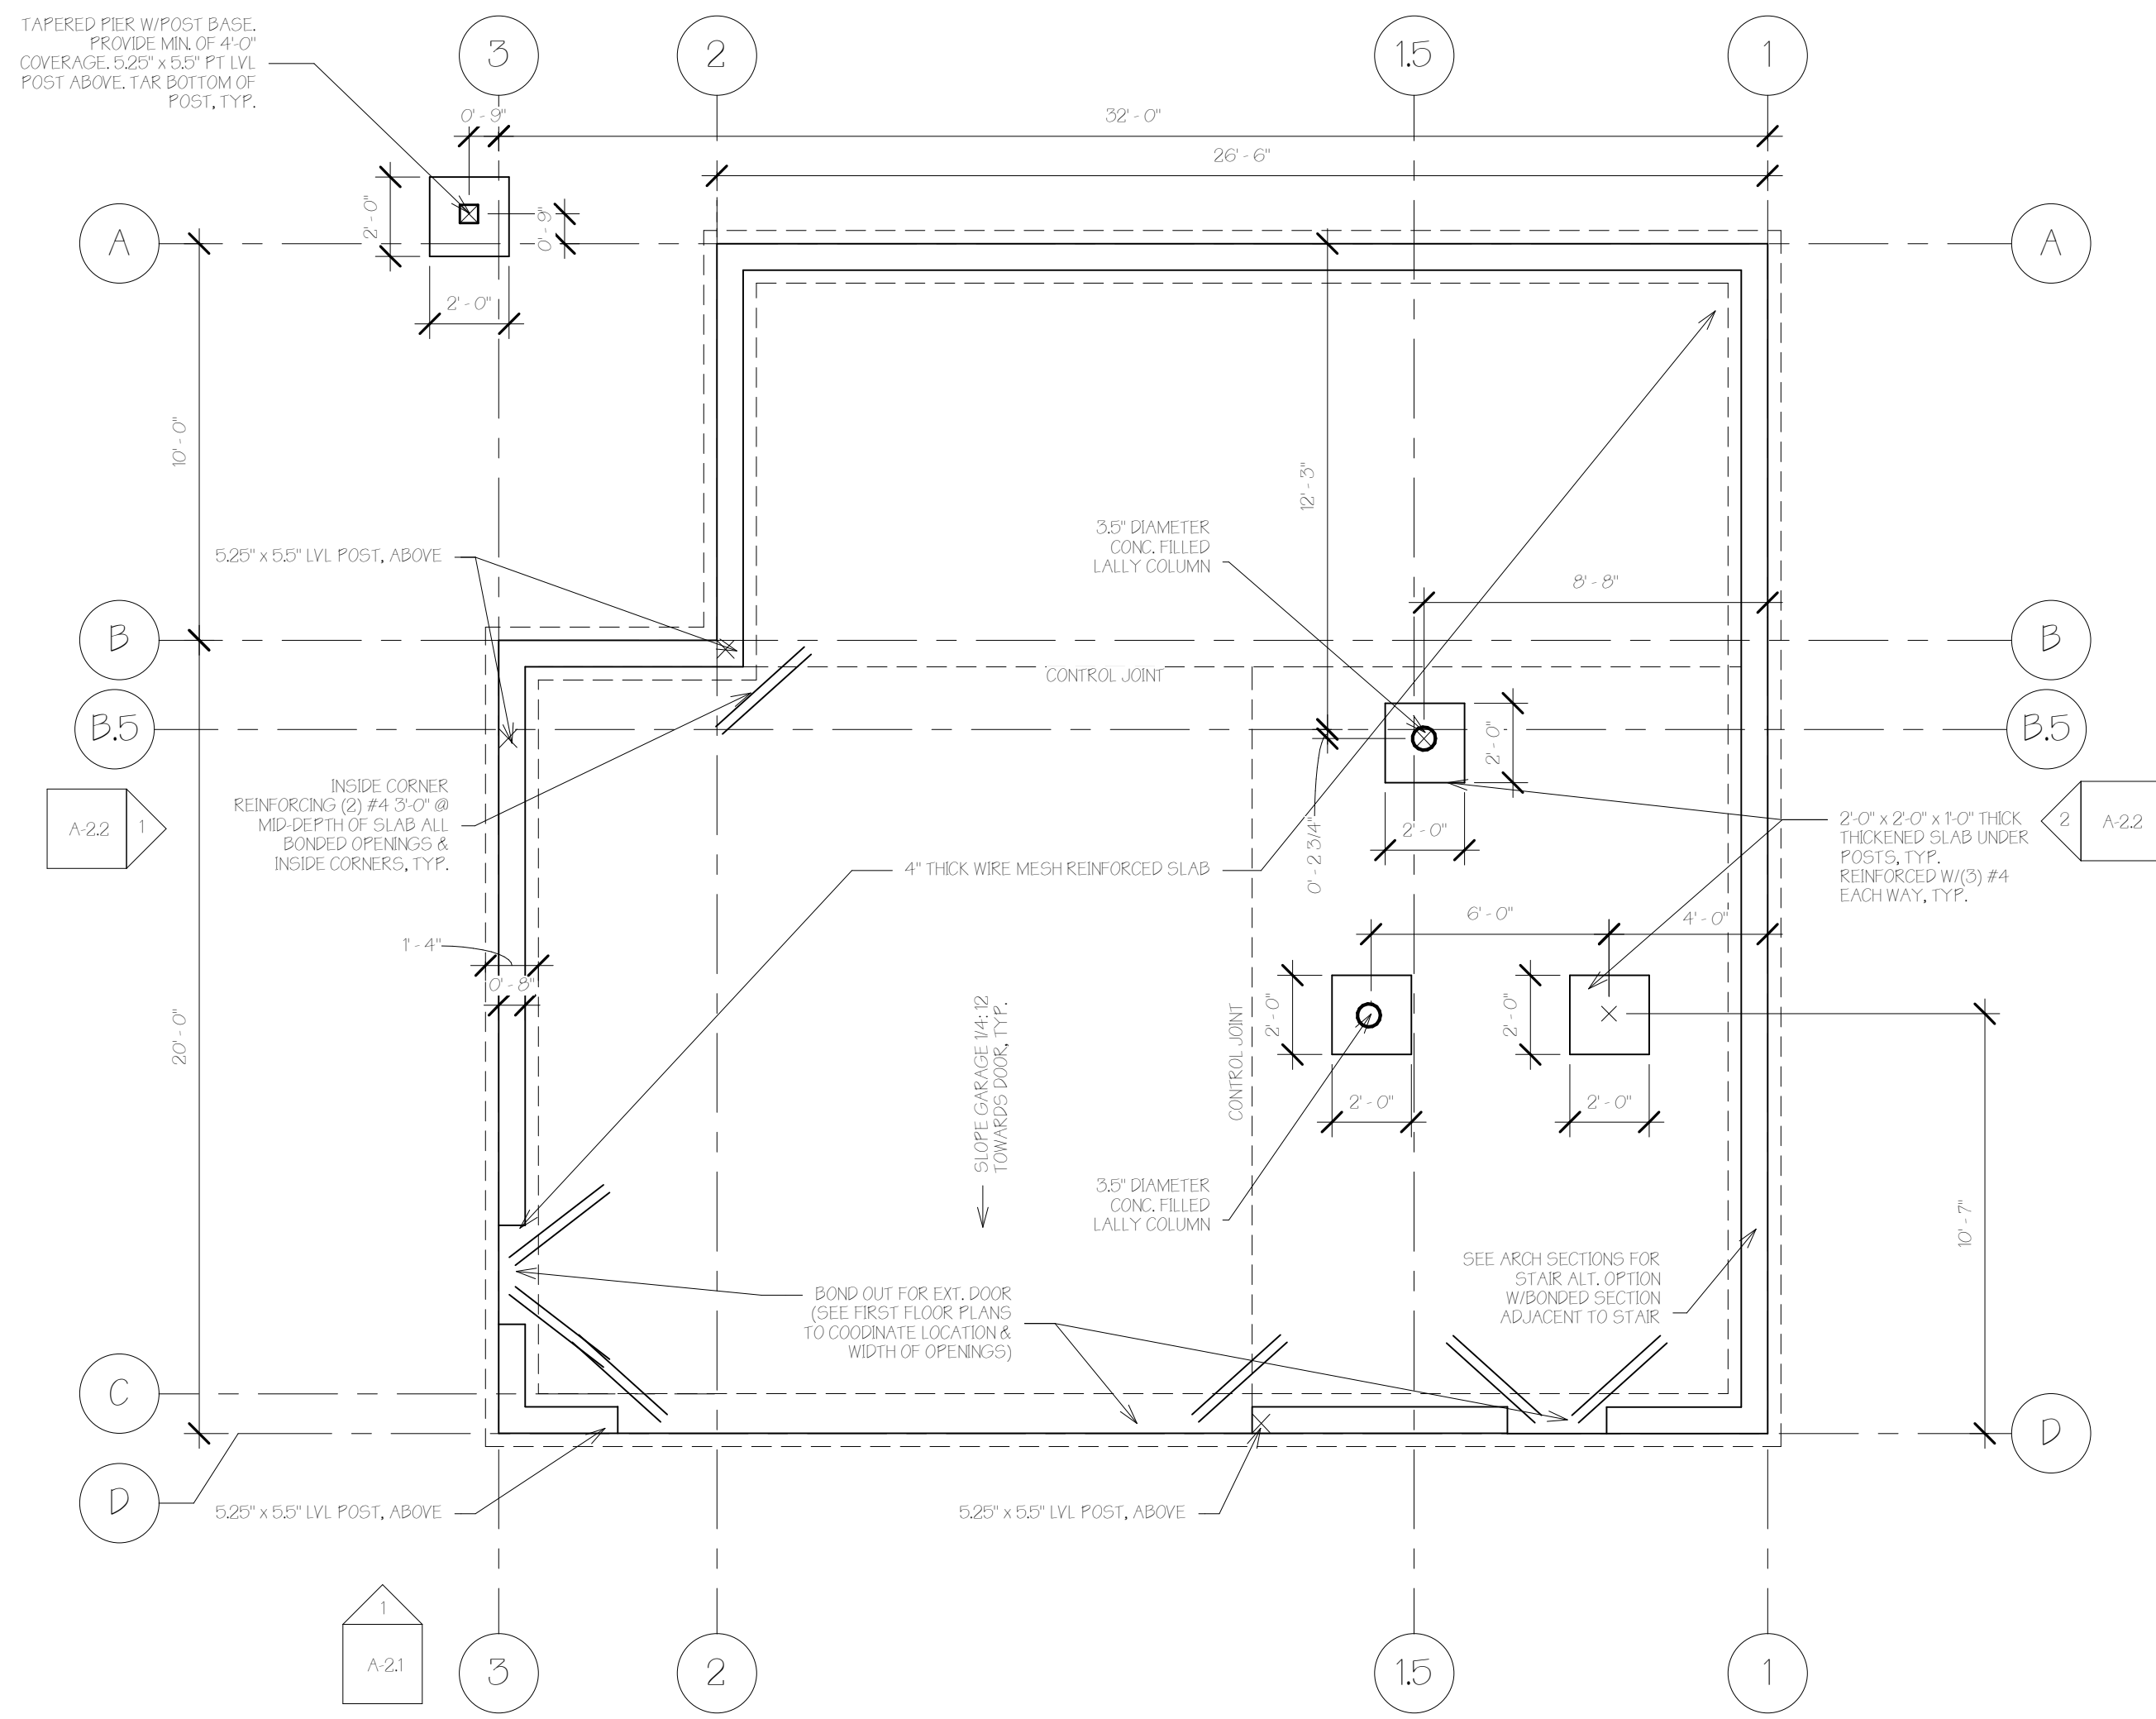 TAPERED PIER W/POST BASE.
PROVIDE MIN. OF 4'-0"
COVERAGE. 5.25" x 5.5" PT LVL
POST ABOVE. TAR BOTTOM OF
POST, TYP.
3
2
1.5
1
0' - 9"
32' - 0"
26' - 6"
2' - 0"
0' - 9"
A
A
2' - 0"
10' - 0"
12' - 3"
3.5" DIAMETER
CONC. FILLED
LALLY COLUMN
5.25" x 5.5" LVL POST, ABOVE
8' - 8"
B
B
CONTROL JOINT
B.5
B.5
2' - 0"
INSIDE CORNER
REINFORCING (2) #4 3'-0" @
MID-DEPTH OF SLAB ALL
BONDED OPENINGS &
INSIDE CORNERS, TYP.
A-2.2
1
2' - 0"
0' - 2 3/4"
2'-0" x 2'-0" x 1'-0" THICK
THICKENED SLAB UNDER
POSTS, TYP.
REINFORCED W/(3) #4
EACH WAY, TYP.
2
A-2.2
4" THICK WIRE MESH REINFORCED SLAB
6' - 0"
4' - 0"
1' - 4"
0' - 8"
20' - 0"
SLOPE GARAGE 1/4: 12
TOWARDS DOOR, TYP.
CONTROL JOINT
2' - 0"
2' - 0"
2' - 0"
2' - 0"
3.5" DIAMETER
CONC. FILLED
LALLY COLUMN
10' - 7"
SEE ARCH SECTIONS FOR
STAIR ALT. OPTION
W/BONDED SECTION
ADJACENT TO STAIR
BOND OUT FOR EXT. DOOR
(SEE FIRST FLOOR PLANS
TO COODINATE LOCATION &
WIDTH OF OPENINGS)
C
D
D
5.25" x 5.5" LVL POST, ABOVE
5.25" x 5.5" LVL POST, ABOVE
1
A-2.1
3
2
1.5
1